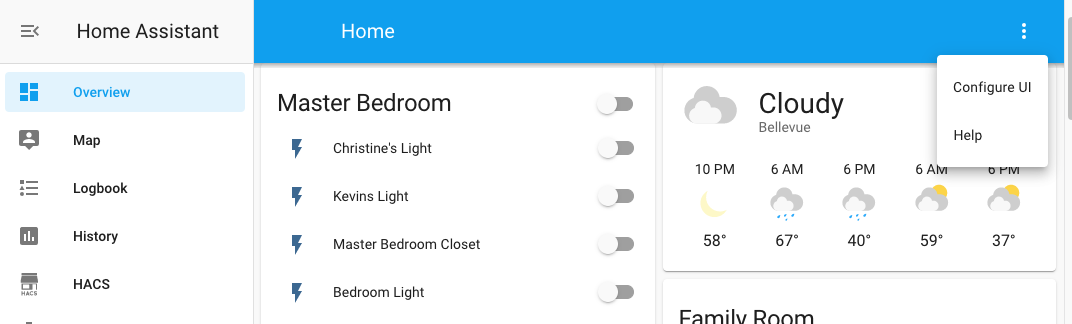 Home Assistant
Home
Configure UI
Help
Overview
Map
Logbook
History
HACS
HACS
Master Bedroom
Christine's Light
Kevins Light
Master Bedroom Closet
Bedroom Light
Cloudy
Bellevue
10 PM 6 AM 6 PM 6 AM 6 PM
58° 67° 40° 59° 37°
Family Room